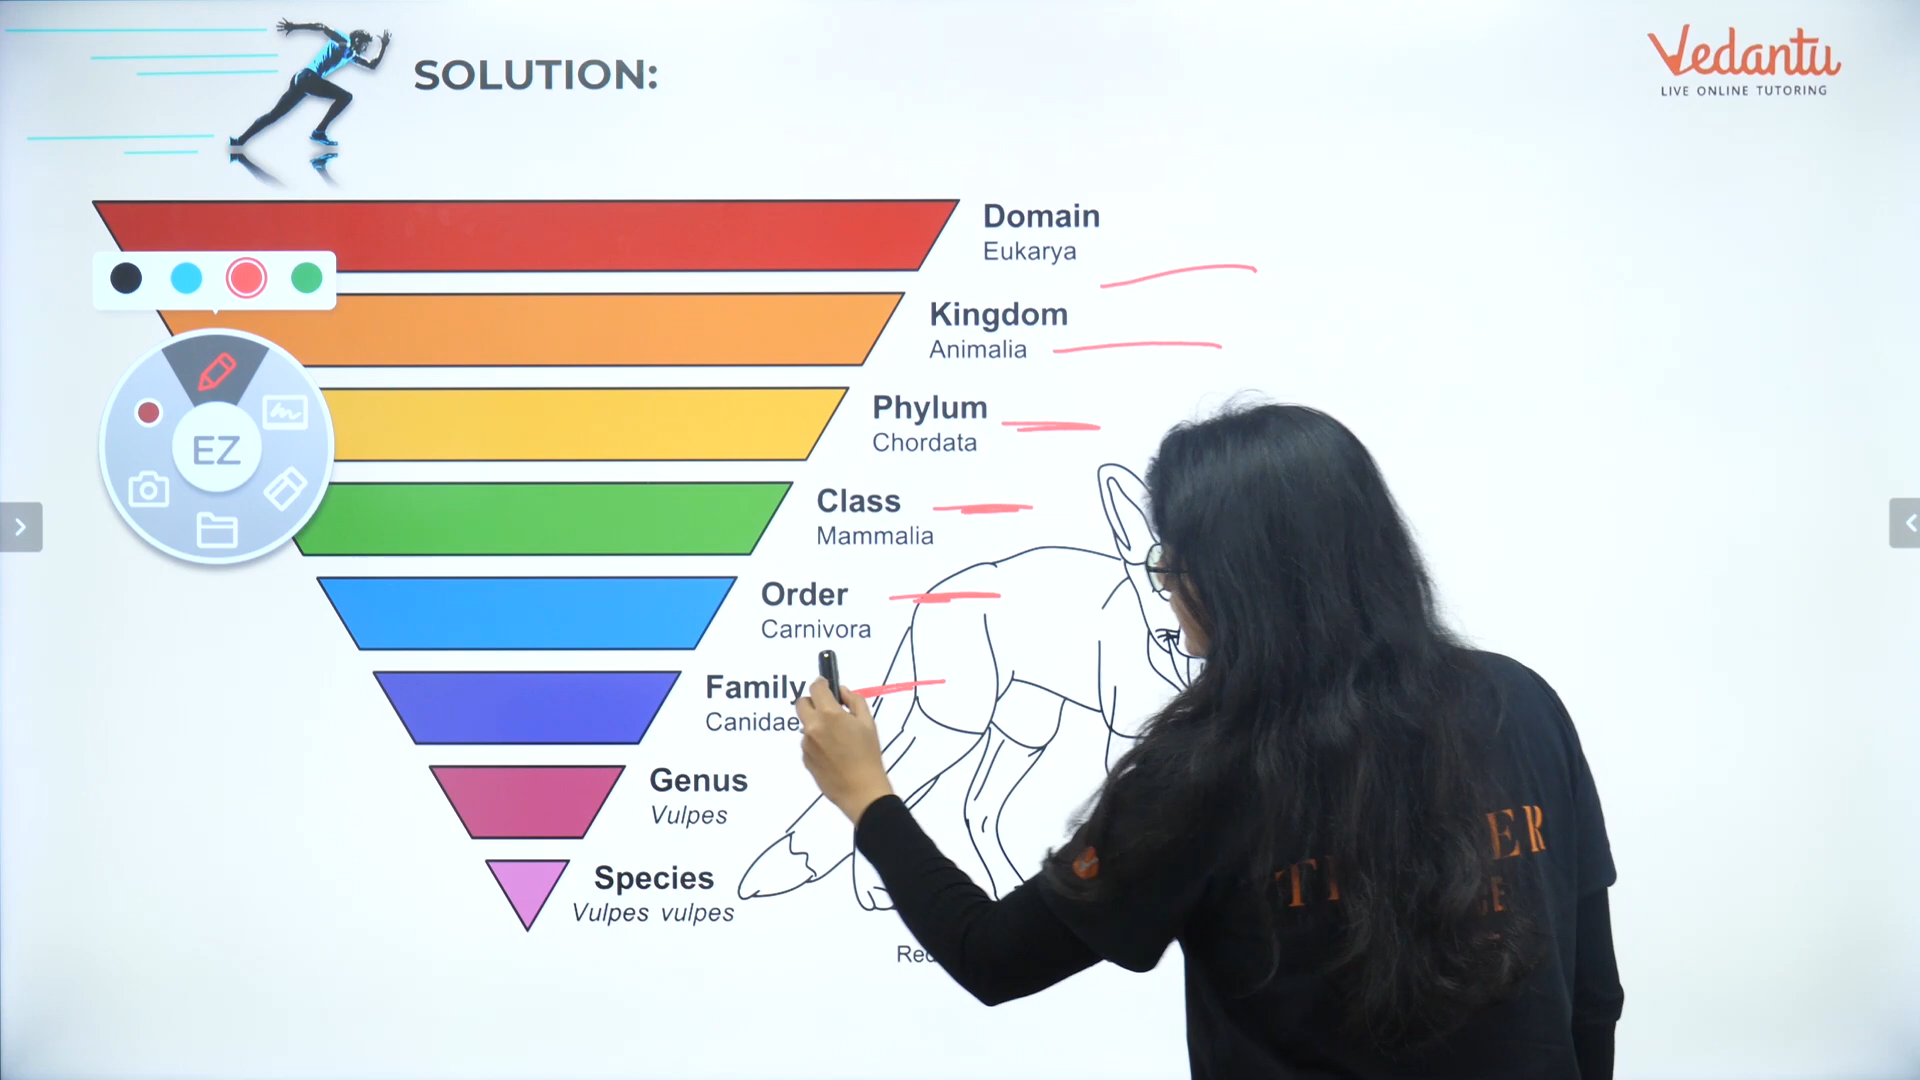 SOLUTION:
Vedantu
LIVE ONLINE TUTORING
Domain
Eukarya
Kingdom
Animalia
EZ
Phylum
Chordata
Class
Mammalia
Order
Carnivora
Family
Canidae
Genus
Vulpes
Species
Vulpes vulpes